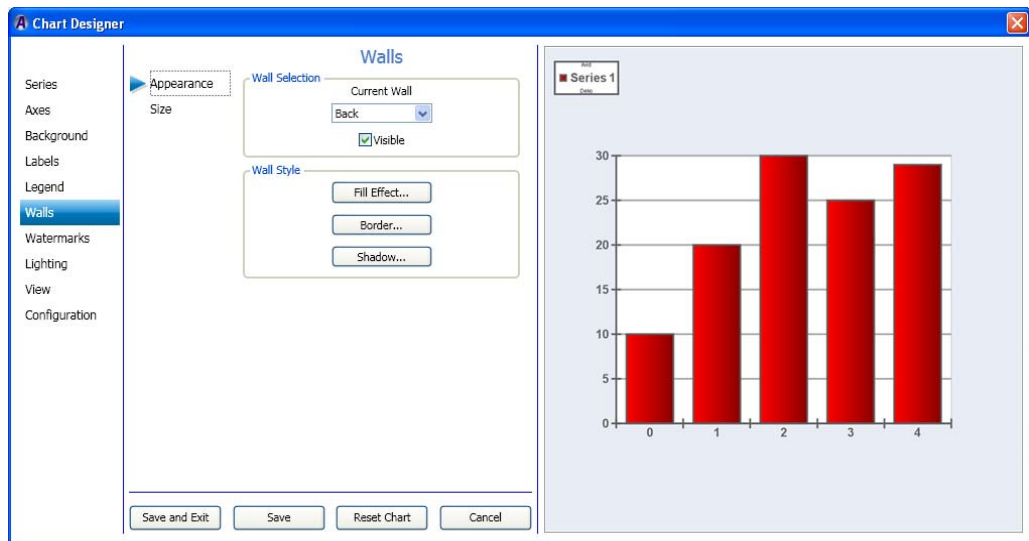 Chart Designer
Series
Axes
Background
Labels
Legend
Walls
Watermarks
Lighting
View
Configuration
Appearance
Size
Walls
Wall Selection
Current Wall
Back
Visible
Wall Style
Fill Effect...
Border...
Shadow...
Save and Exit
Save
Reset Chart
Cancel
Series 1
30
25
20
15
10
5
0
0 1 2 3 4